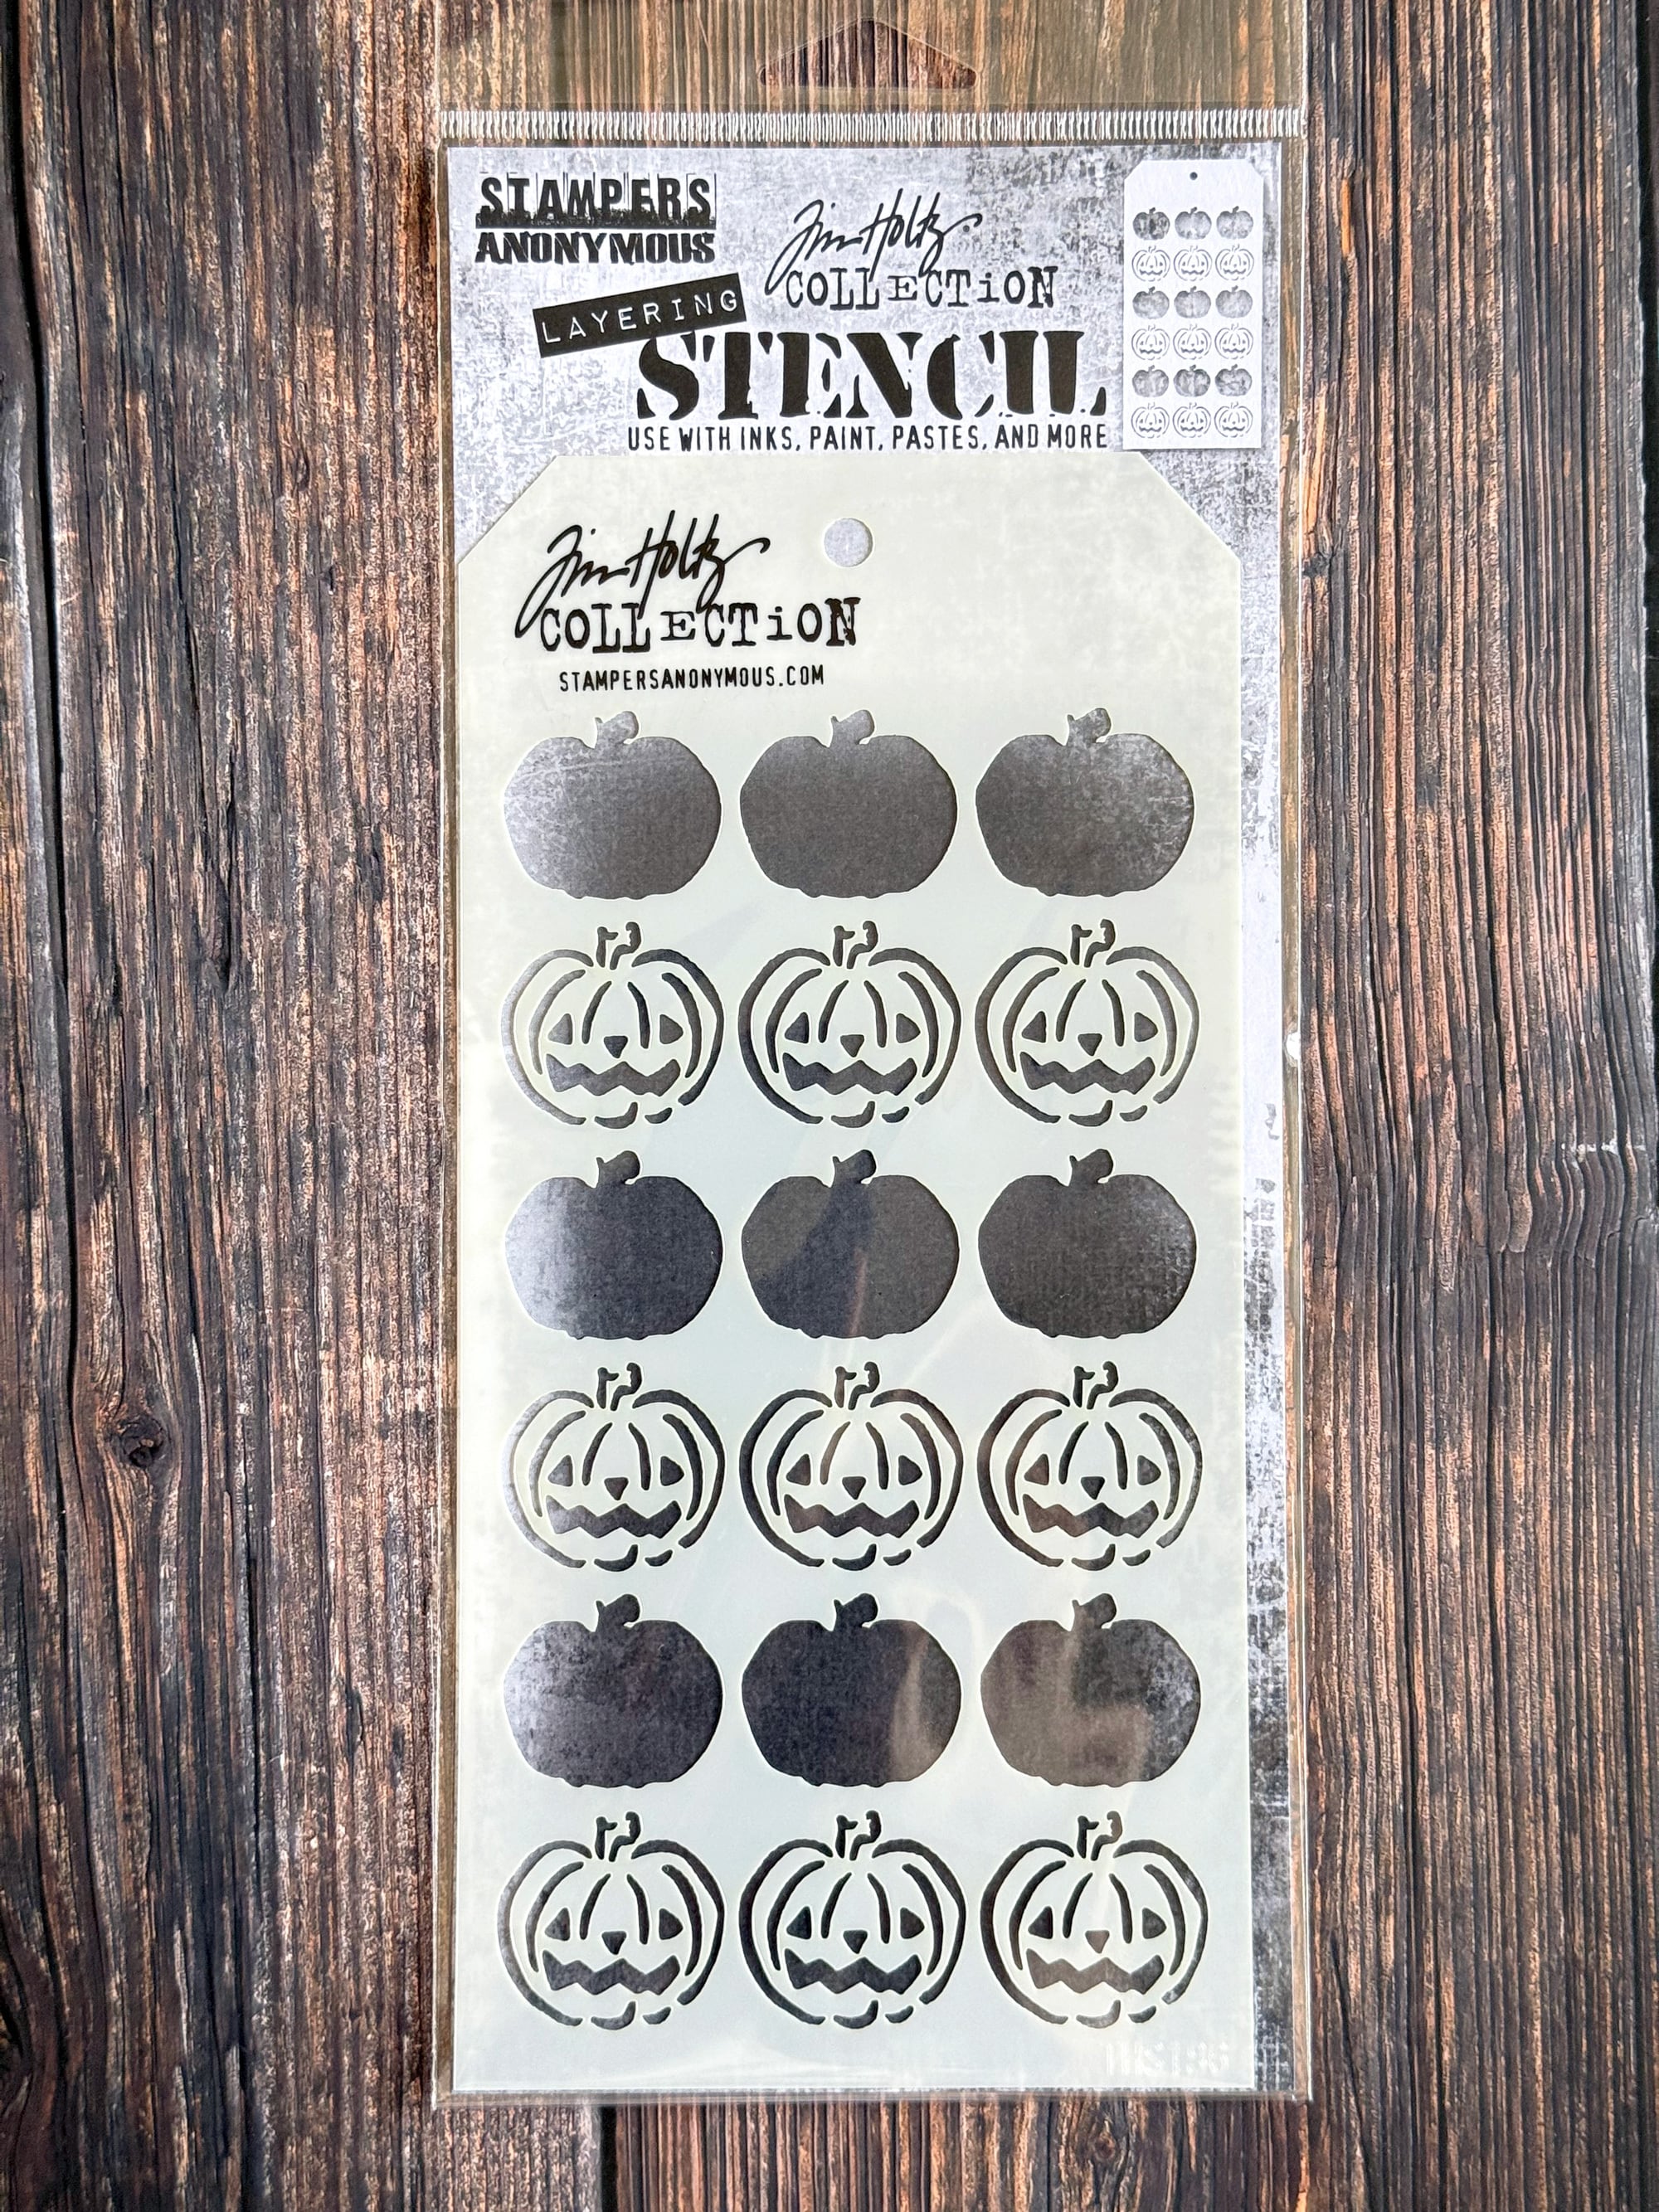 STAMPERS
ANONYMOUS
Tim Holtz
COLLECTiON
LAYERING
STENCIL
USE WITH INKS, PAINT, PASTES, AND MORE
Tim Holtz
COLLECTiON
STAMPERSANONYMOUS.COM